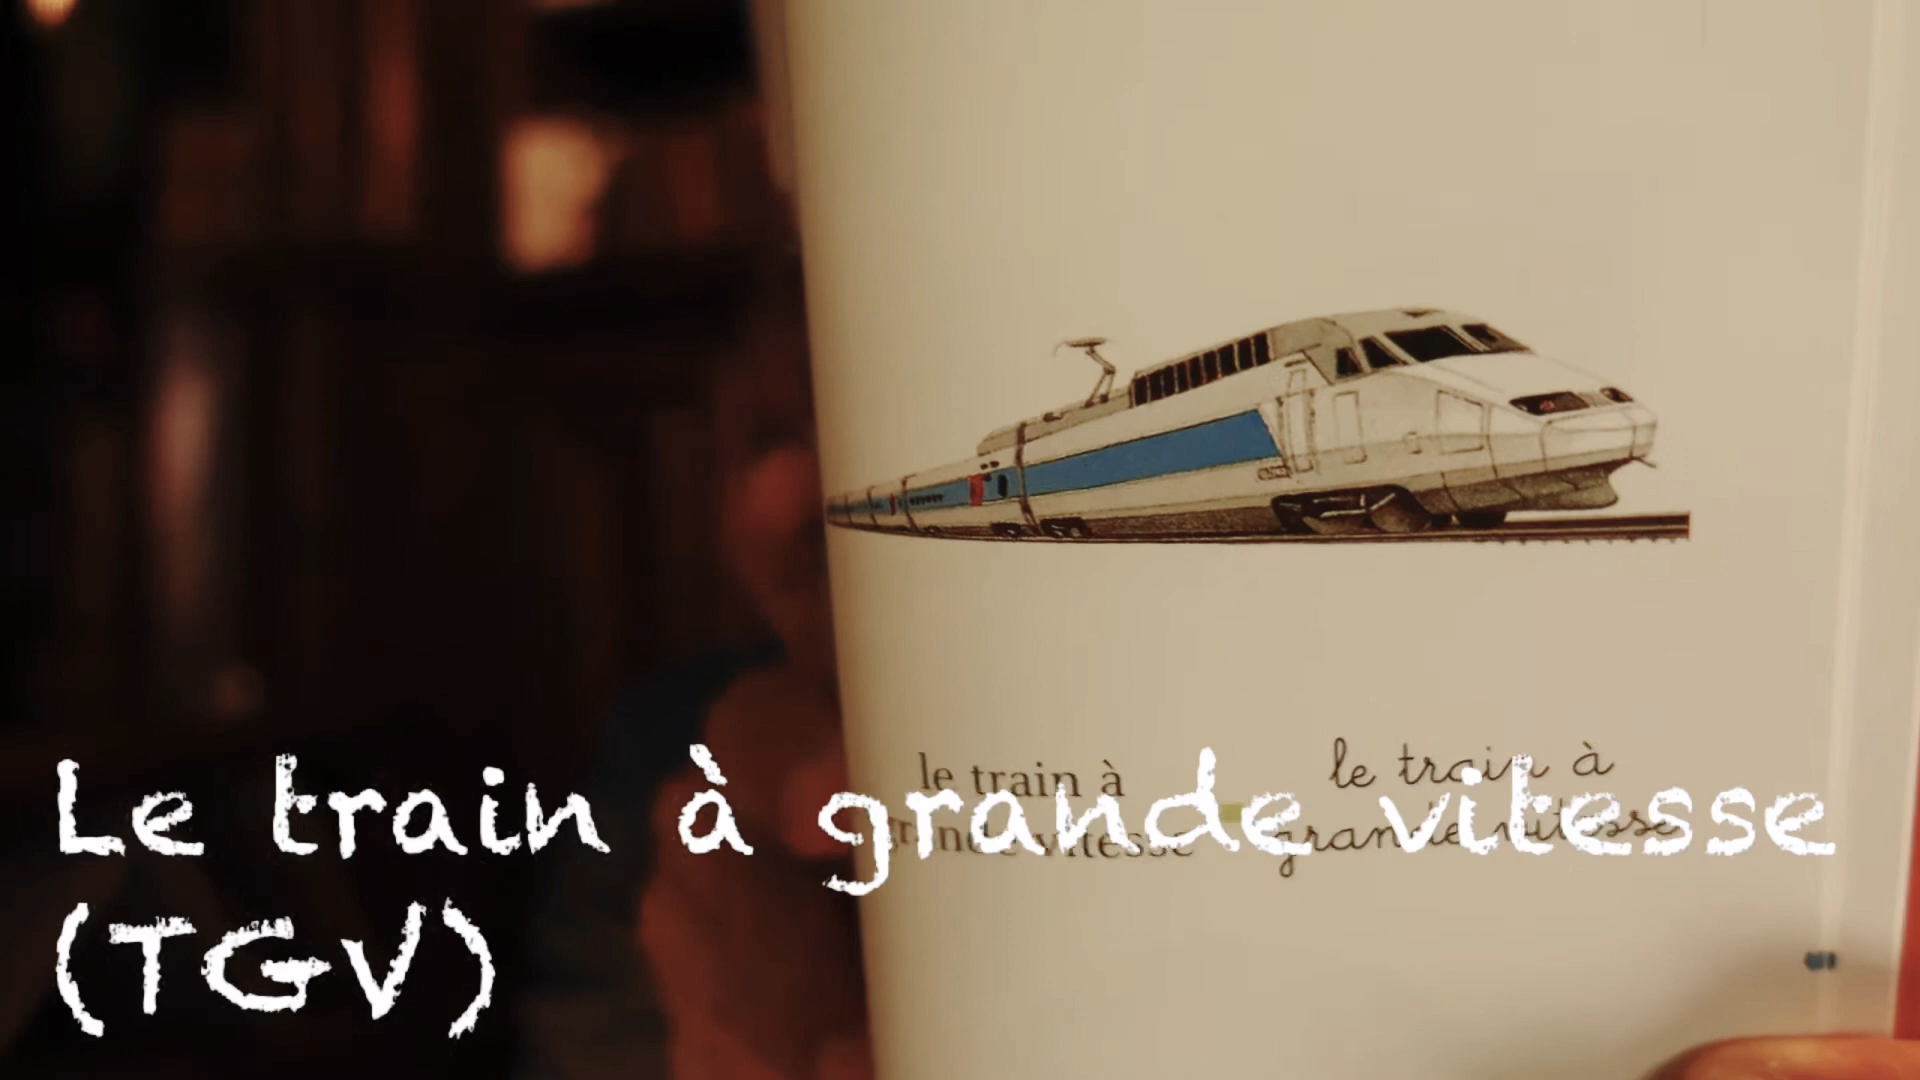 le train à
grande vitesse
le train à
grande vitesse
Le train à grande vitesse
(TGV)